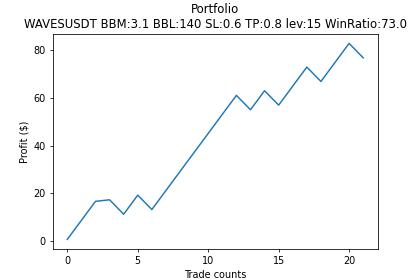 Portfolio
WAVESUSDT BBM:3.1 BBL:140 SL:0.6 TP:0.8 lev:15 WinRatio:73.0
80
60
40
20
0
Profit ($)
0 5 10 15 20
Trade counts